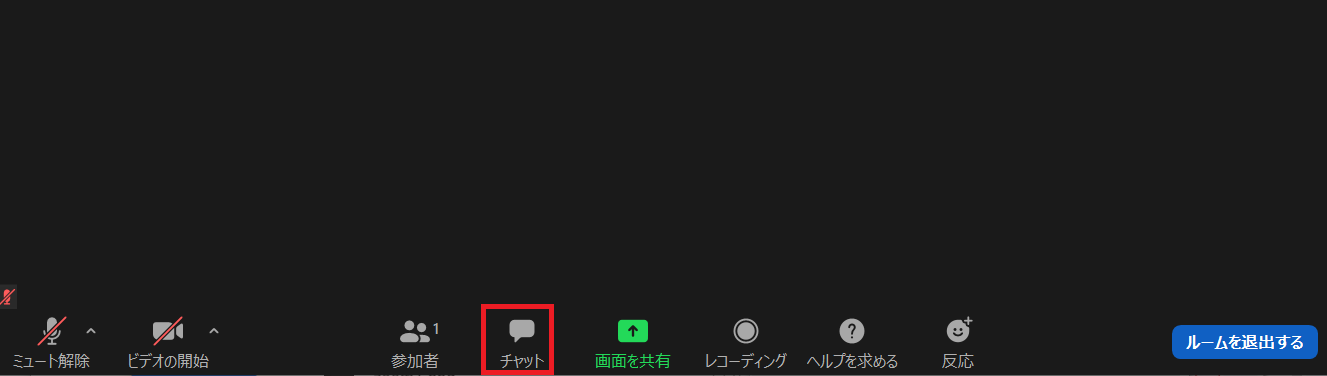 1
ミュート解除
ビデオの開始
参加者
チャット
画面を共有
レコーディング
ヘルプを求める
反応
ルームを退出する